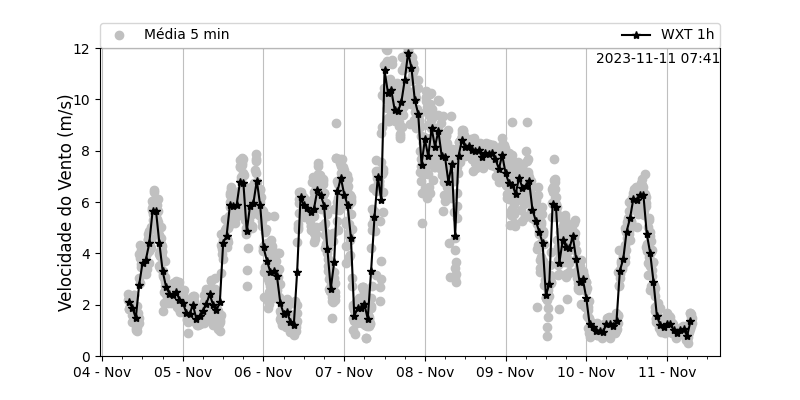 Média 5 min
WXT 1h
2023-11-11 07:41
Velocidade do Vento (m/s)
12
10
8
6
4
2
0
04 - Nov
05 - Nov
06 - Nov
07 - Nov
08 - Nov
09 - Nov
10 - Nov
11 - Nov